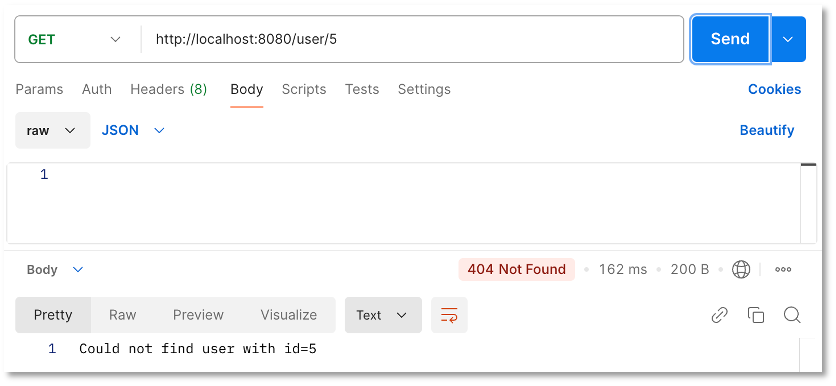 GET http://localhost:8080/user/5 Send
Params Auth Headers (8) Body Scripts Tests Settings Cookies
raw JSON Beautify
1
Body 404 Not Found • 162 ms • 200 B
Pretty Raw Preview Visualize Text
1 Could not find user with id=5